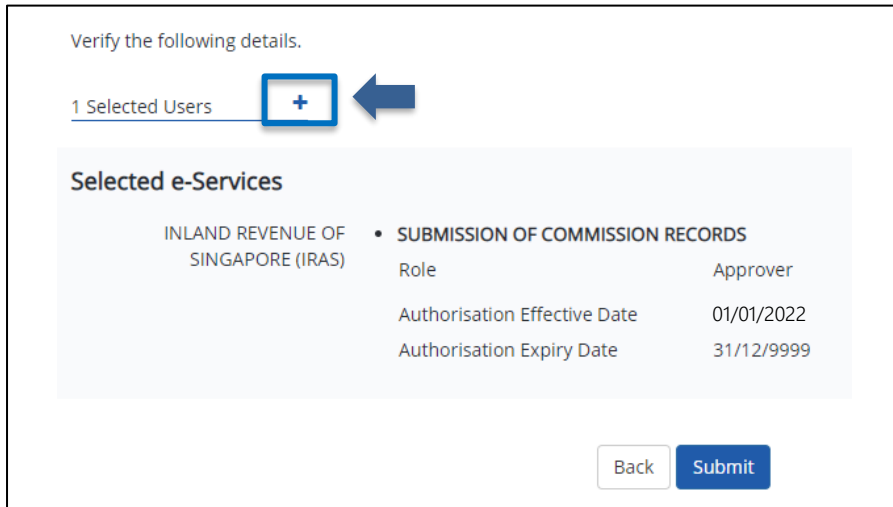 Verify the following details.
1 Selected Users +
Selected e-Services
INLAND REVENUE OF
SINGAPORE (IRAS)
• SUBMISSION OF COMMISSION RECORDS
Role Approver
Authorisation Effective Date 01/01/2022
Authorisation Expiry Date 31/12/9999
Back Submit